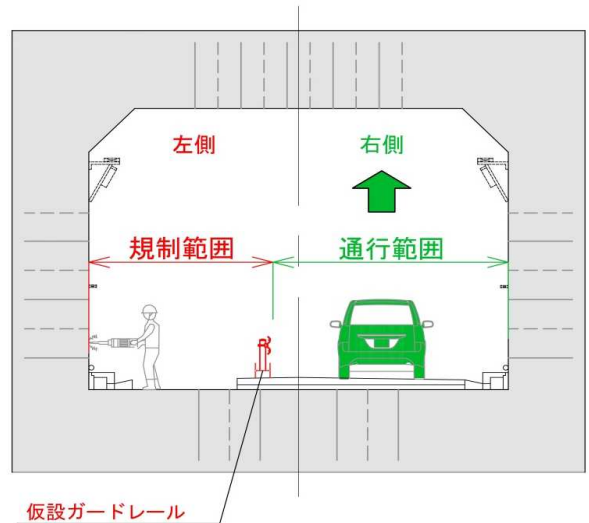 左側
右側
規制範囲
通行範囲
仮設ガードレール